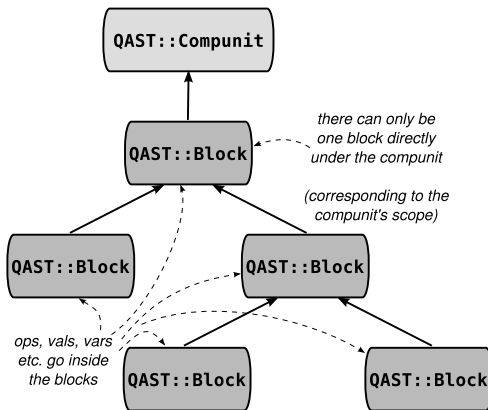 QAST::Compunit
there can only be
one block directly
under the compunit
QAST::Block
(corresponding to the
compunit's scope)
QAST::Block
QAST::Block
ops, vals, vars
etc. go inside
the blocks
QAST::Block
QAST::Block